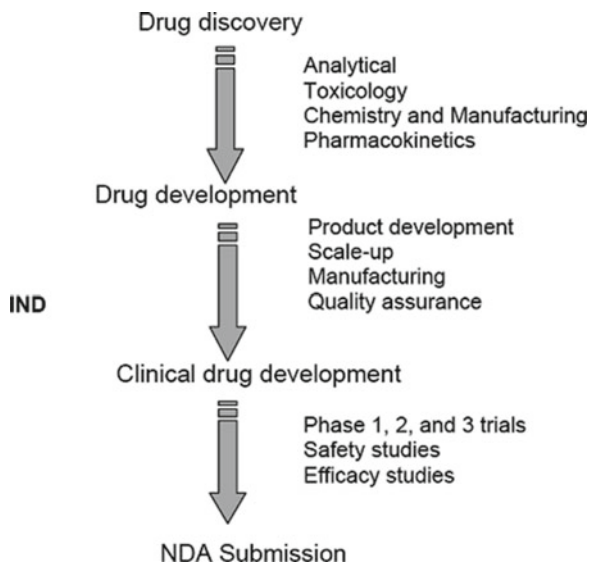 Drug discovery
Analytical
Toxicology
Chemistry and Manufacturing
Pharmacokinetics
Drug development
Product development
Scale-up
Manufacturing
Quality assurance
IND
Clinical drug development
Phase 1, 2, and 3 trials
Safety studies
Efficacy studies
NDA Submission